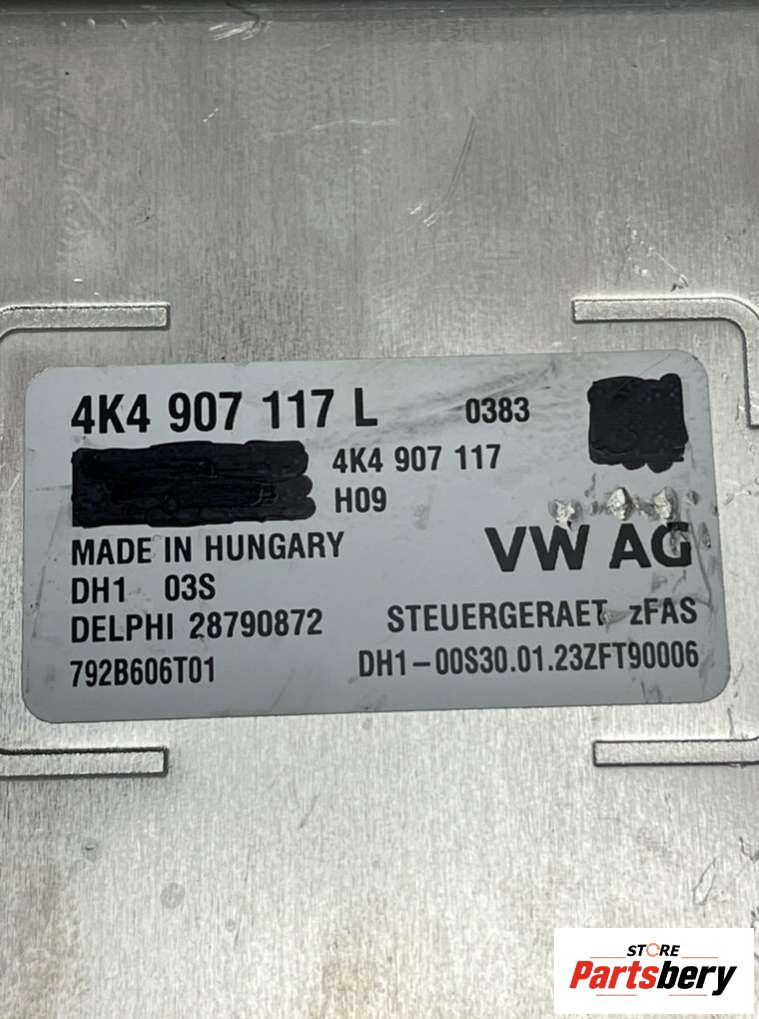 4K4 907 117 L 0383
4K4 907 117
H09
MADE IN HUNGARY
VW AG
DH1 03S
DELPHI 28790872
STEUERGERAET zFAS
792B606T01
DH1-00S30.01.23ZFT90006
STORE
Partsbery